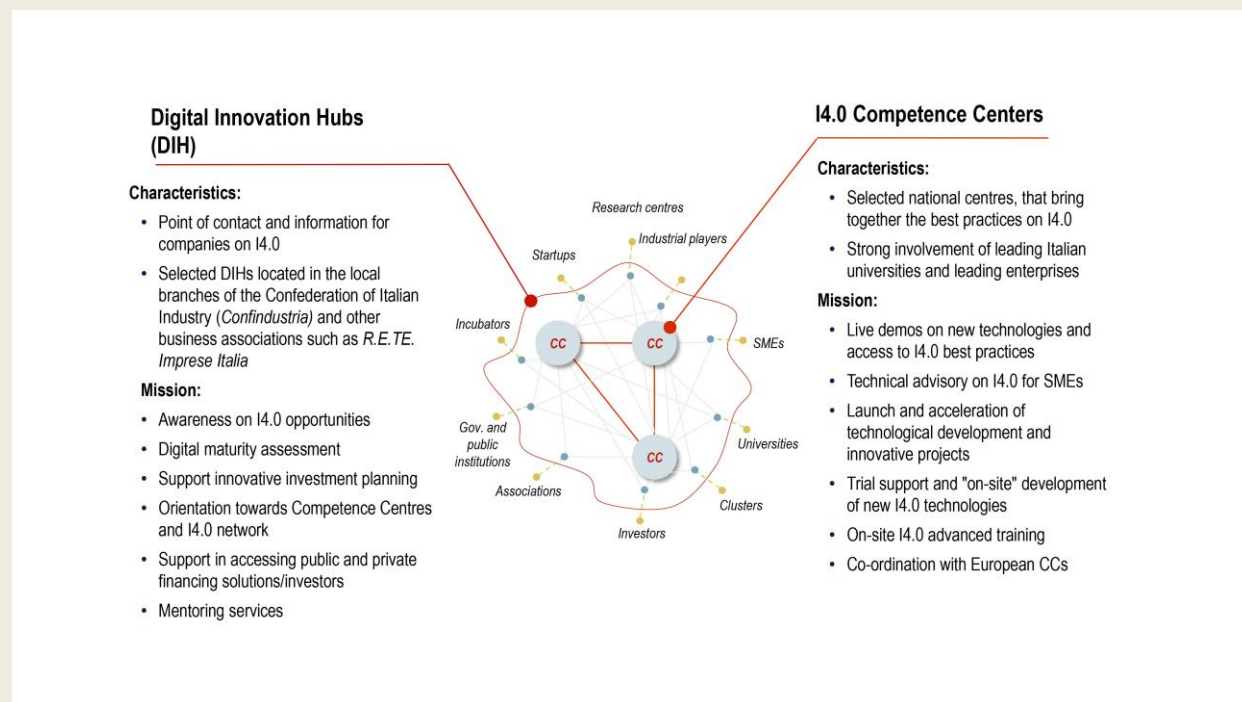 Digital Innovation Hubs
(DIH)
Characteristics:
• Point of contact and information for
companies on I4.0
• Selected DIHs located in the local
branches of the Confederation of Italian
Industry (Confindustria) and other
business associations such as R.E.TE.
Imprese Italia
Mission:
• Awareness on I4.0 opportunities
• Digital maturity assessment
• Support innovative investment planning
• Orientation towards Competence Centres
and I4.0 network
• Support in accessing public and private
financing solutions/investors
• Mentoring services
Research centres
Industrial players
Startups
Incubators
CC
CC
SMEs
Gov. and
public
institutions
Universities
CC
Associations
Clusters
Investors
I4.0 Competence Centers
Characteristics:
• Selected national centres, that bring
together the best practices on I4.0
• Strong involvement of leading Italian
universities and leading enterprises
Mission:
• Live demos on new technologies and
access to I4.0 best practices
• Technical advisory on I4.0 for SMEs
• Launch and acceleration of
technological development and
innovative projects
• Trial support and "on-site" development
of new I4.0 technologies
• On-site I4.0 advanced training
• Co-ordination with European CCs